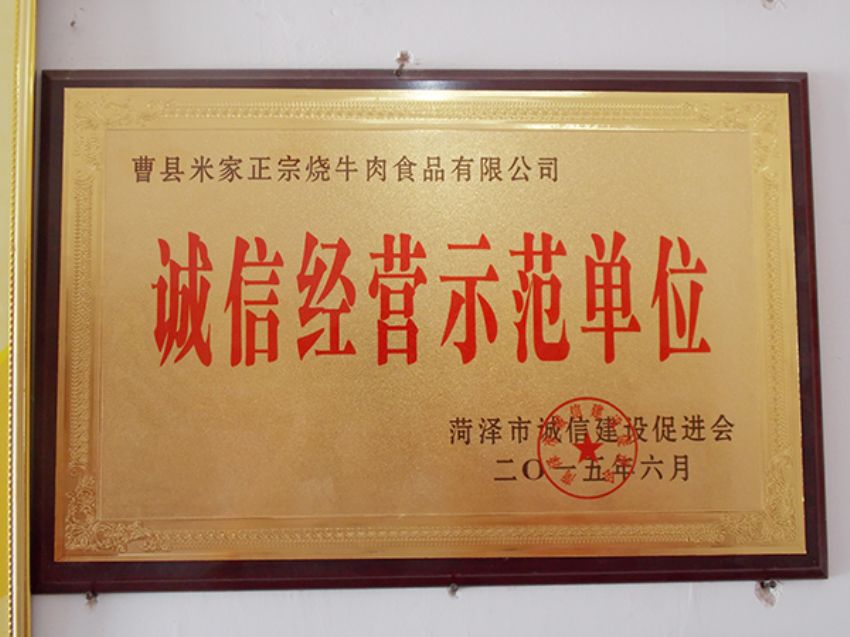 曹县米家正宗烧牛肉食品有限公司
诚信经营示范单位
菏泽市诚信建设促进会
二〇一五年六月